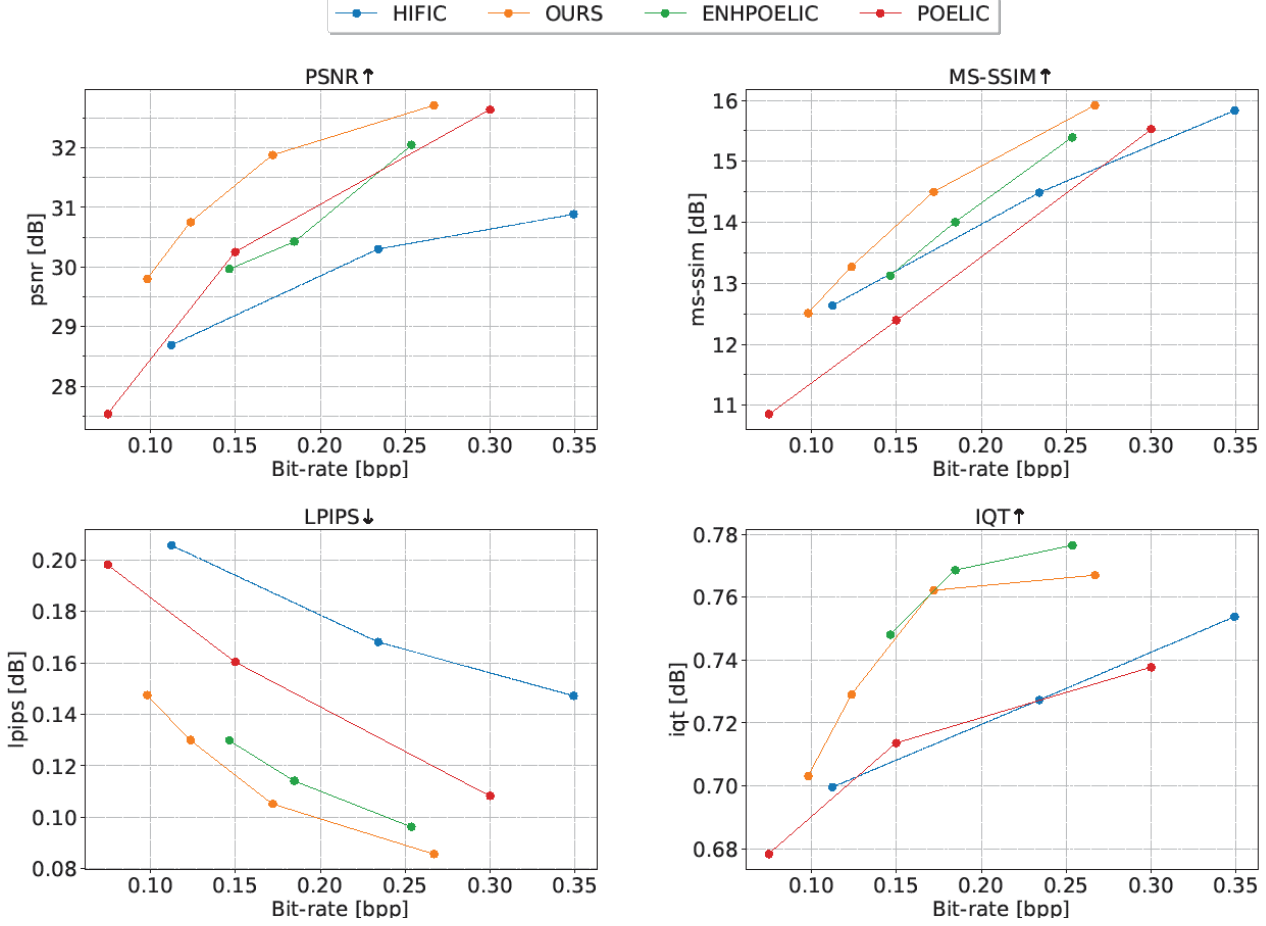 HIFIC OURS ENHPOELIC POELIC
PSNR↑
psnr [dB]
32
31
30
29
28
0.10 0.15 0.20 0.25 0.30 0.35
Bit-rate [bpp]
MS-SSIM↑
ms-ssim [dB]
16
15
14
13
12
11
0.10 0.15 0.20 0.25 0.30 0.35
Bit-rate [bpp]
LPIPS↓
lpips [dB]
0.20
0.18
0.16
0.14
0.12
0.10
0.08
0.10 0.15 0.20 0.25 0.30 0.35
Bit-rate [bpp]
IQT↑
iqt [dB]
0.78
0.76
0.74
0.72
0.70
0.68
0.10 0.15 0.20 0.25 0.30 0.35
Bit-rate [bpp]